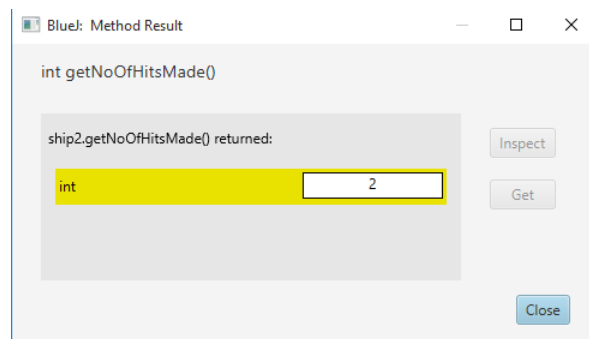 BlueJ: Method Result
int getNoOfHitsMade()
ship2.getNoOfHitsMade() returned:
Inspect
int 2
Get
Close